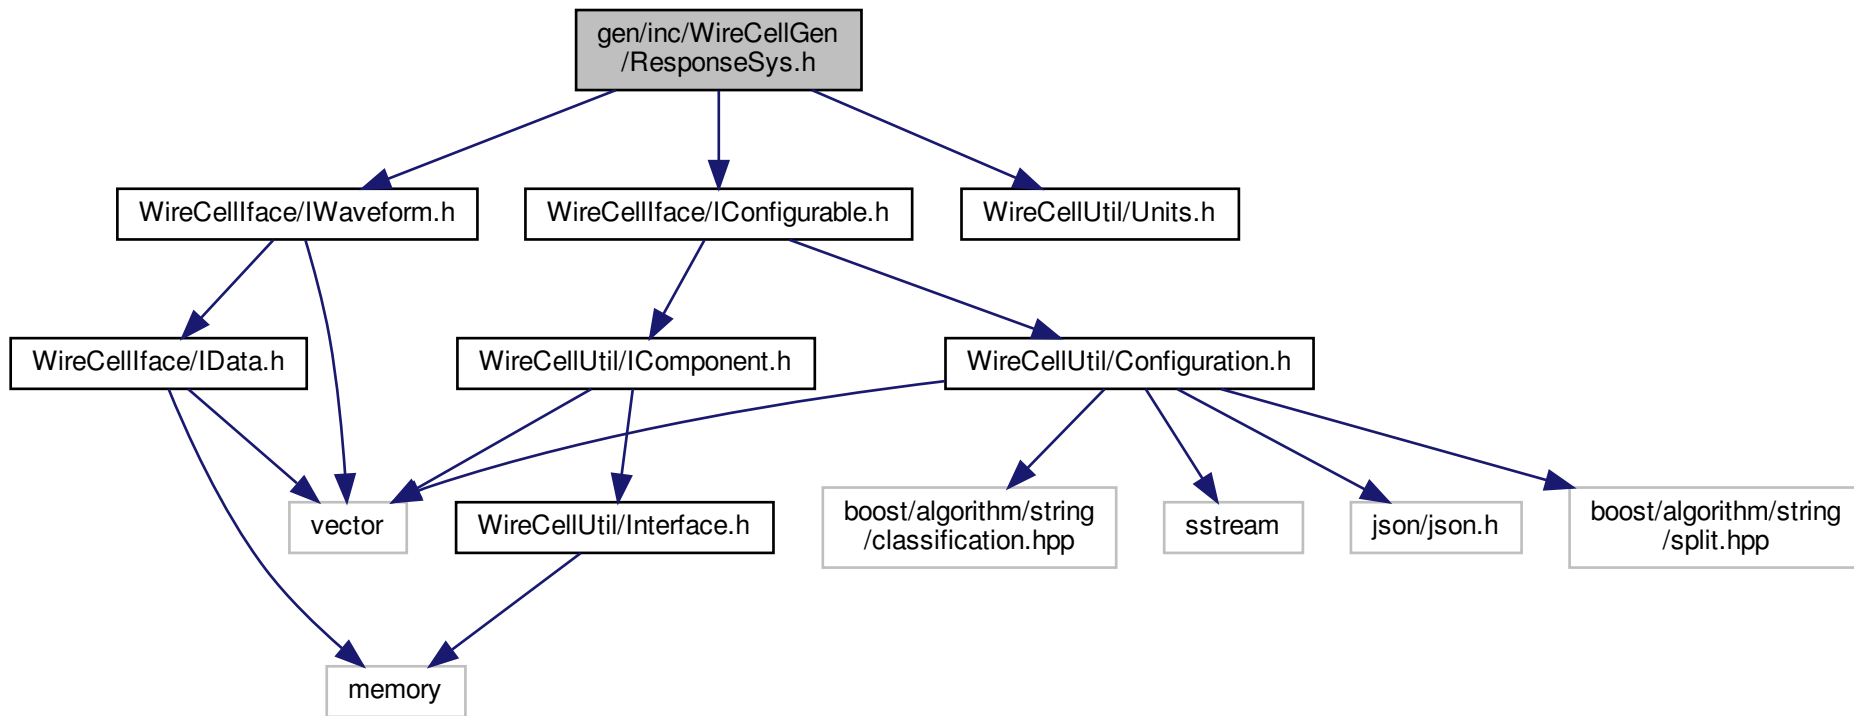 gen/inc/WireCellGen
/ResponseSys.h
WireCellIface/IWaveform.h
WireCellIface/IConfigurable.h
WireCellUtil/Units.h
WireCellIface/IData.h
WireCellUtil/IComponent.h
WireCellUtil/Configuration.h
vector
WireCellUtil/Interface.h
boost/algorithm/string
/classification.hpp
sstream
json/json.h
boost/algorithm/string
/split.hpp
memory